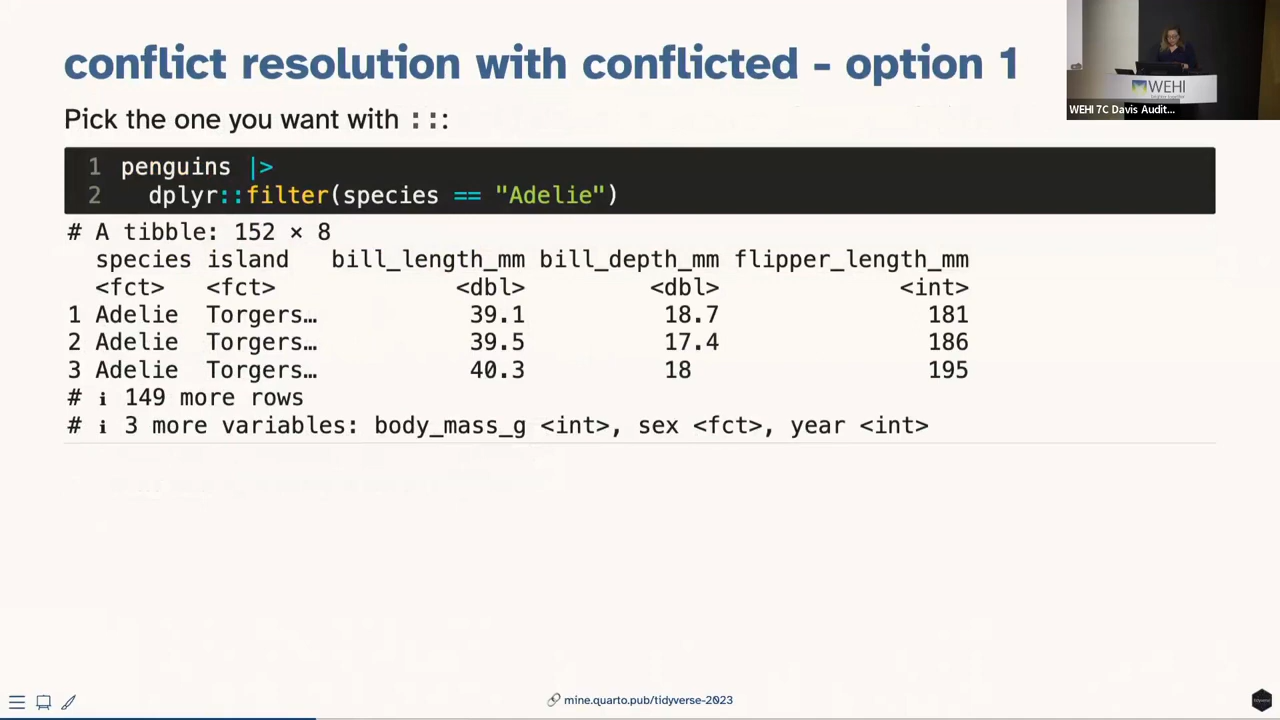 conflict resolution with conflicted - option 1
Pick the one you want with ::: 
1 penguins |>
2   dplyr::filter(species == "Adelie")
# A tibble: 152 × 8
  species island   bill_length_mm bill_depth_mm flipper_length_mm
  <fct>   <fct>             <dbl>         <dbl>             <int>
1 Adelie  Torgers…           39.1          18.7               181
2 Adelie  Torgers…           39.5          17.4               186
3 Adelie  Torgers…           40.3          18                 195
# ℹ 149 more rows
# ℹ 3 more variables: body_mass_g <int>, sex <fct>, year <int>
WEHI
WEHI 7C Davis Audit...
mine.quarto.pub/tidyverse-2023